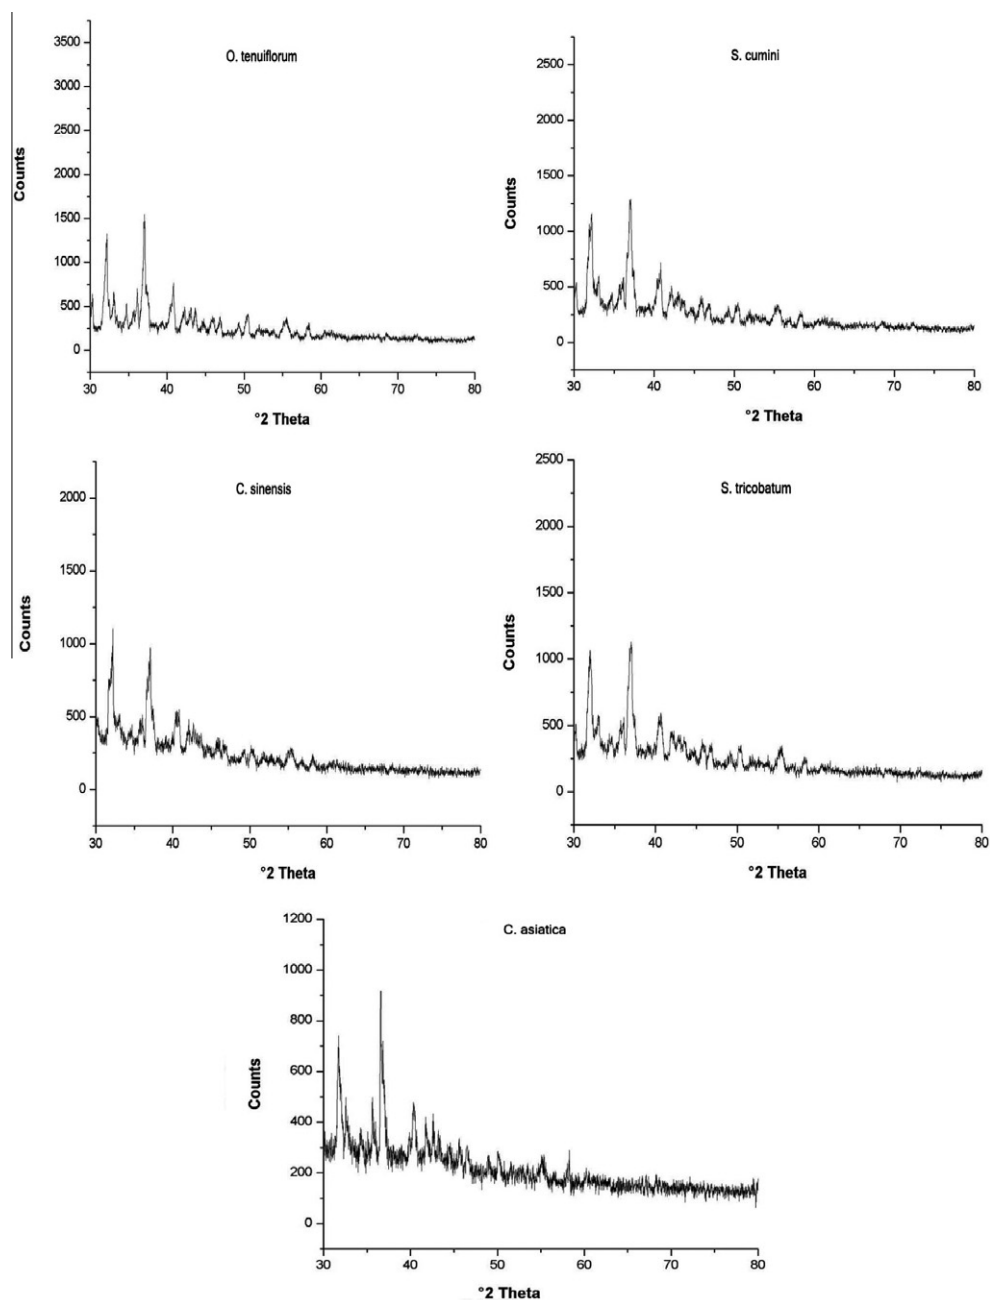 O. tenuiflorum
3500
3000
2500
2000
1500
1000
500
0
Counts
30 40 50 60 70 80
°2 Theta
S. cumini
2500
2000
1500
1000
500
0
Counts
30 40 50 60 70 80
°2 Theta
C. sinensis
2000
1500
1000
500
0
Counts
30 40 50 60 70 80
°2 Theta
S. tricobatum
2500
2000
1500
1000
500
0
Counts
30 40 50 60 70 80
°2 Theta
C. asiatica
1200
1000
800
600
400
200
0
Counts
30 40 50 60 70 80
°2 Theta